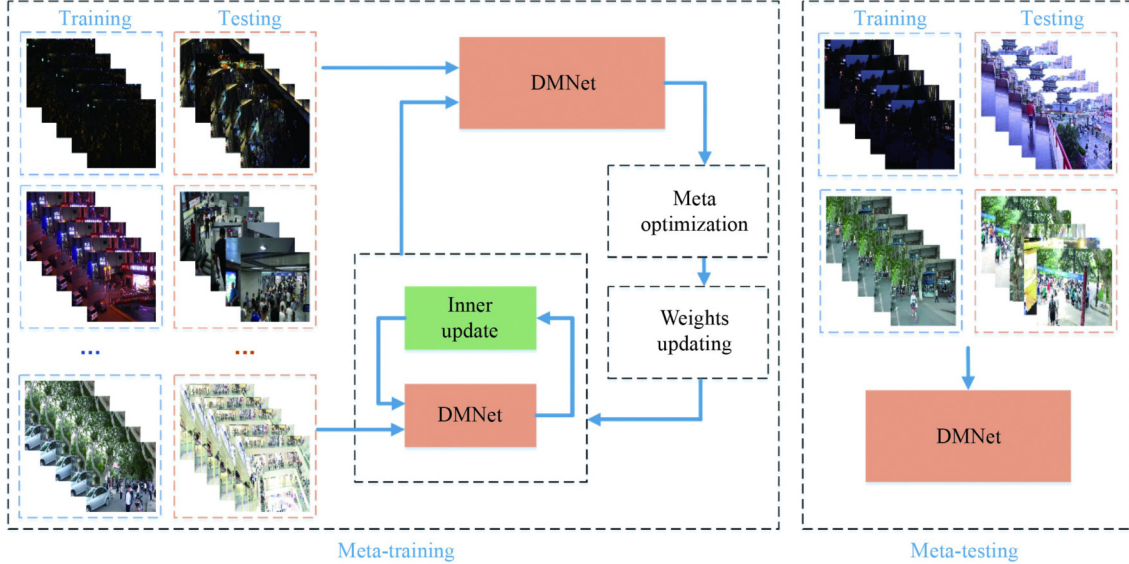 Training
Testing
Training
Testing
DMNet
Meta
optimization
Inner
update
Weights
updating
...
...
DMNet
DMNet
Meta-training
Meta-testing